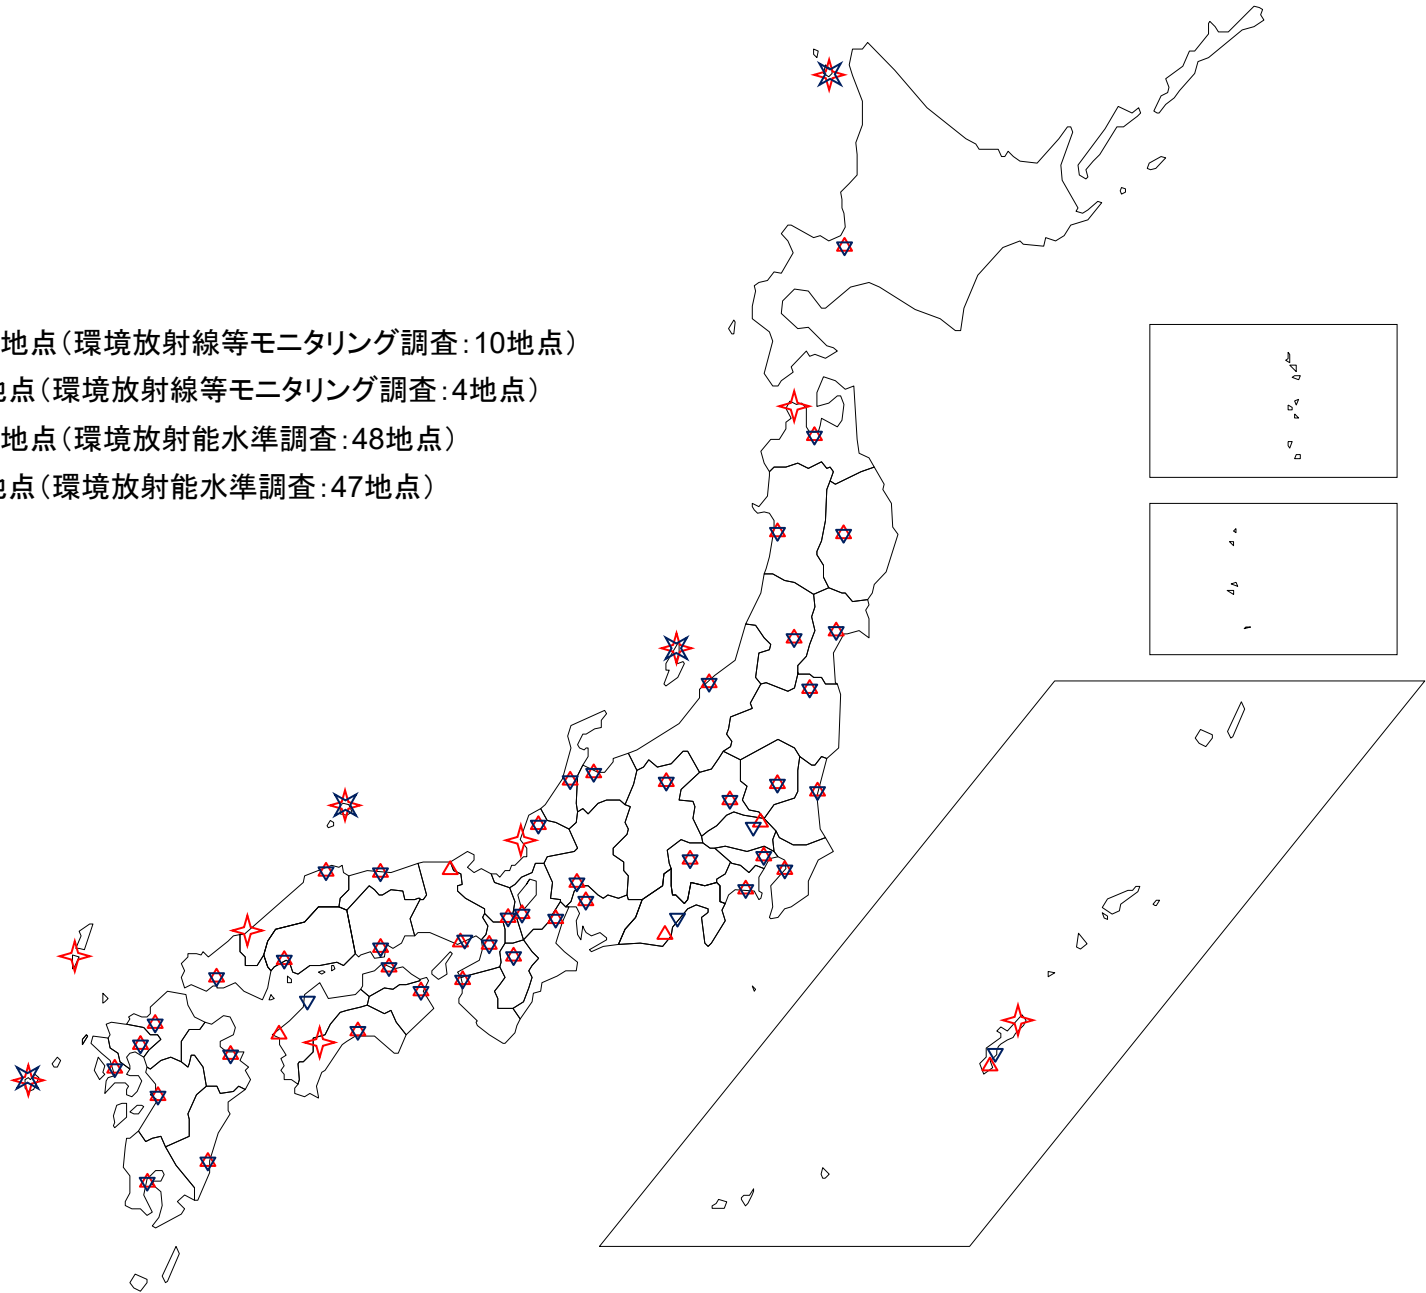 地点（環境放射線等モニタリング調査：10地点）
地点（環境放射線等モニタリング調査：4地点）
地点（環境放射能水準調査：48地点）
地点（環境放射能水準調査：47地点）